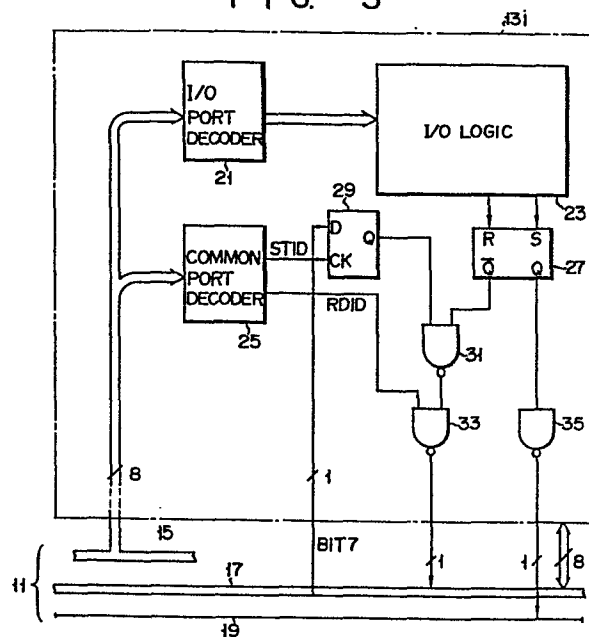 FIG. 3
13i
I/O
PORT
DECODER
21
I/O LOGIC
23
29
D
Q
CK
STID
COMMON
PORT
DECODER
RDID
25
R S
Q̅ Q
27
31
33
35
8
1
15
BIT7
1
1
8
11
17
19